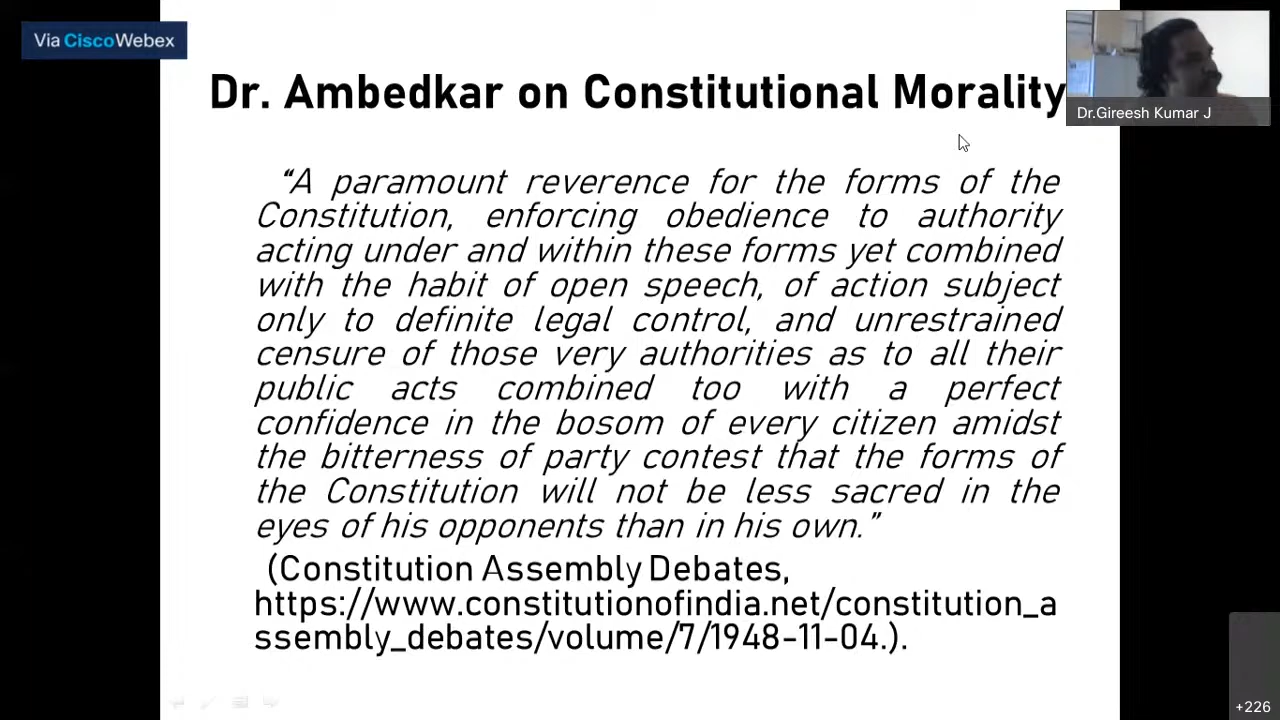 Via CiscoWebex
Dr. Ambedkar on Constitutional Morality
Dr.Gireesh Kumar J
“A paramount reverence for the forms of the
Constitution, enforcing obedience to authority
acting under and within these forms yet combined
with the habit of open speech, of action subject
only to definite legal control, and unrestrained
censure of those very authorities as to all their
public acts combined too with a perfect
confidence in the bosom of every citizen amidst
the bitterness of party contest that the forms of
the Constitution will not be less sacred in the
eyes of his opponents than in his own.”
(Constitution Assembly Debates,
https://www.constitutionofindia.net/constitution_a
ssembly_debates/volume/7/1948-11-04.).
+226